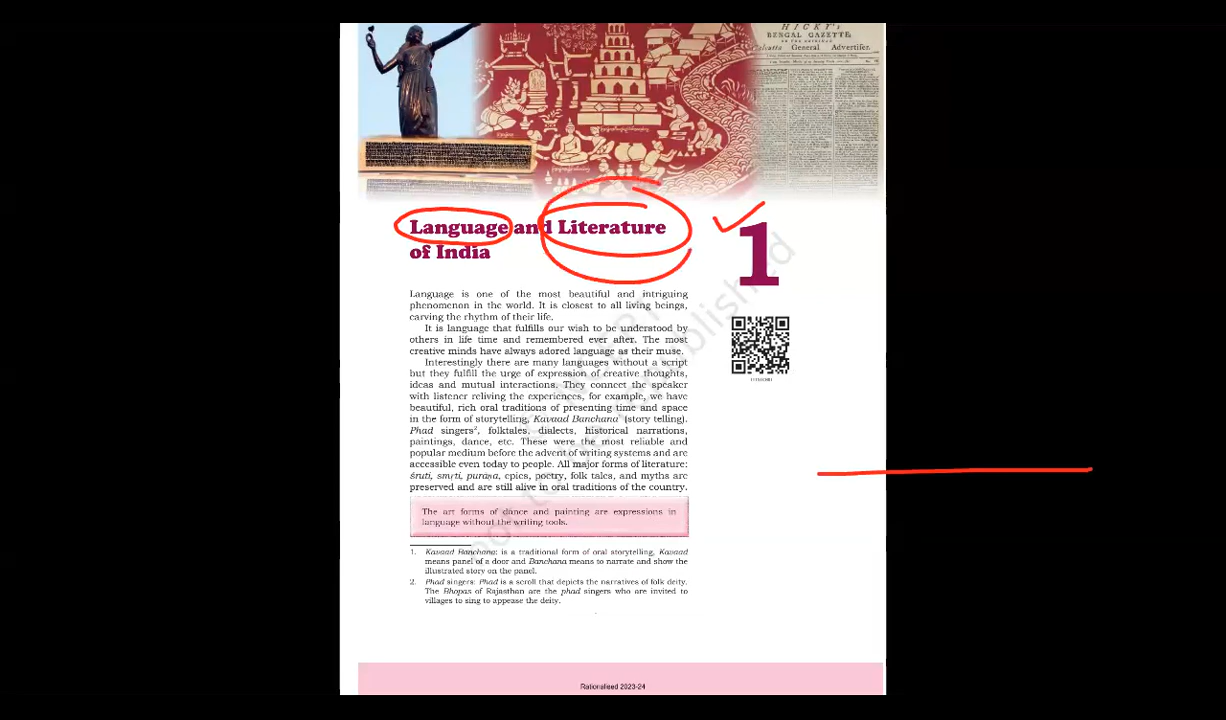 HICKY's
BENGAL GAZETTE,
OR THE ORIGINAL
Calcutta General Advertiser.
Language and Literature
of India
1
Language is one of the most beautiful and intriguing
phenomenon in the world. It is closest to all living beings,
carving the rhythm of their life.
It is language that fulfills our wish to be understood by
others in life time and remembered ever after. The most
creative minds have always adored language as their muse.
Interestingly there are many languages without a script
but they fulfill the urge of expression of creative thoughts,
ideas and mutual interactions. They connect the speaker
with listener reliving the experiences, for example, we have
beautiful, rich oral traditions of presenting time and space
in the form of storytelling, Kavaad Banchana¹ (story telling).
Phad singers², folktales, dialects, historical narrations,
paintings, dance, etc. These were the most reliable and
popular medium before the advent of writing systems and are
accessible even today to people. All major forms of literature;
śruti, smṛti, purāṇa, epics, poetry, folk tales, and myths are
preserved and are still alive in oral traditions of the country.
The art forms of dance and painting are expressions in
language without the writing tools.
1. Kavaad Banchana: is a traditional form of oral storytelling, Kavaad
means panel of a door and Banchana means to narrate and show the
illustrated story on the panel.
2. Phad singers: Phad is a scroll that depicts the narratives of folk deity.
The Bhopas of Rajasthan are the phad singers who are invited to
villages to sing to appease the deity.
Rationalised 2023-24